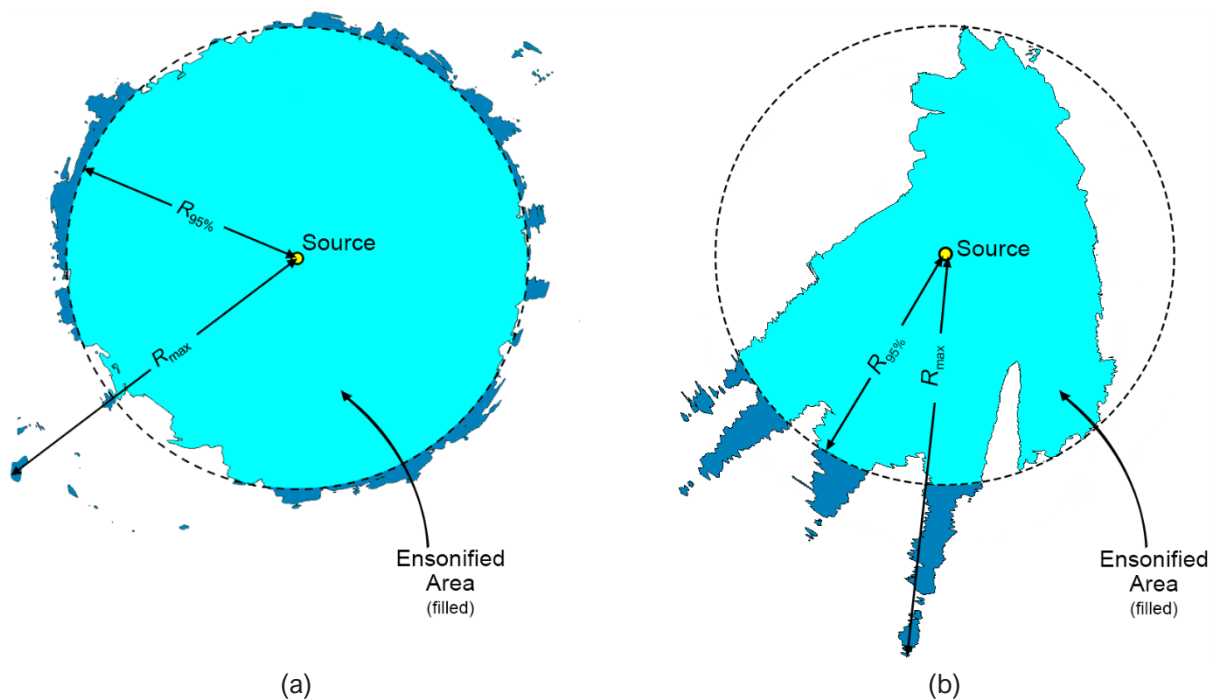 R95%
Source
Rmax
Ensonified
Area
(filled)
(a)
Source
R95%
Rmax
Ensonified
Area
(filled)
(b)